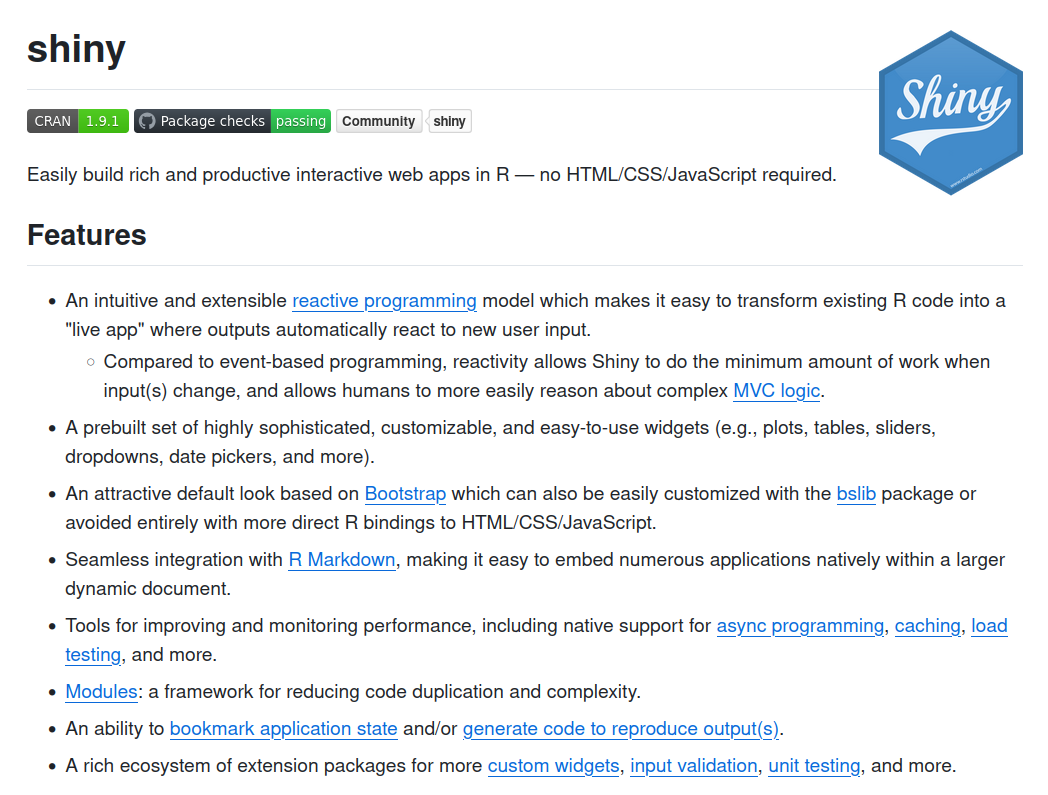 shiny
CRAN 1.9.1 Package checks passing Community shiny
Shiny
www.rstudio.com
Easily build rich and productive interactive web apps in R — no HTML/CSS/JavaScript required.
Features
An intuitive and extensible reactive programming model which makes it easy to transform existing R code into a
"live app" where outputs automatically react to new user input.
Compared to event-based programming, reactivity allows Shiny to do the minimum amount of work when
input(s) change, and allows humans to more easily reason about complex MVC logic.
A prebuilt set of highly sophisticated, customizable, and easy-to-use widgets (e.g., plots, tables, sliders,
dropdowns, date pickers, and more).
An attractive default look based on Bootstrap which can also be easily customized with the bslib package or
avoided entirely with more direct R bindings to HTML/CSS/JavaScript.
Seamless integration with R Markdown, making it easy to embed numerous applications natively within a larger
dynamic document.
Tools for improving and monitoring performance, including native support for async programming, caching, load
testing, and more.
Modules: a framework for reducing code duplication and complexity.
An ability to bookmark application state and/or generate code to reproduce output(s).
A rich ecosystem of extension packages for more custom widgets, input validation, unit testing, and more.